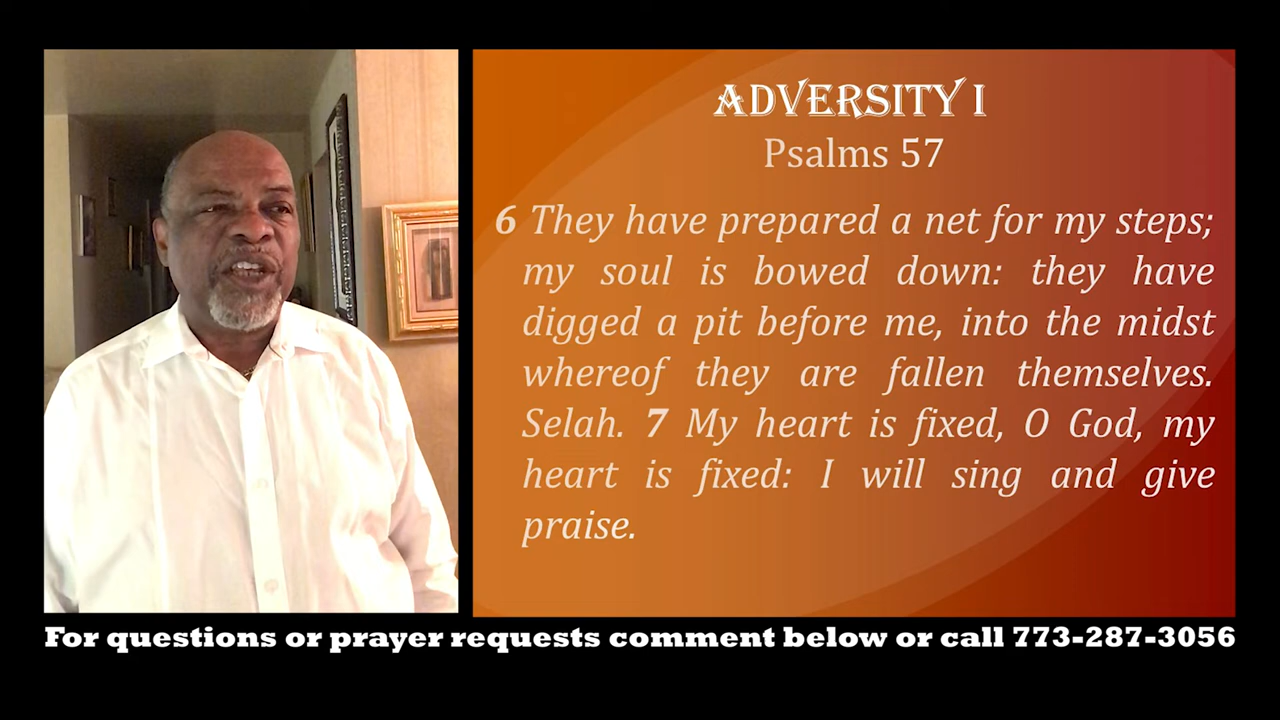 ADVERSITY I
Psalms 57
6 They have prepared a net for my steps;
my soul is bowed down: they have
digged a pit before me, into the midst
whereof they are fallen themselves.
Selah. 7 My heart is fixed, O God, my
heart is fixed: I will sing and give
praise.
For questions or prayer requests comment below or call 773-287-3056